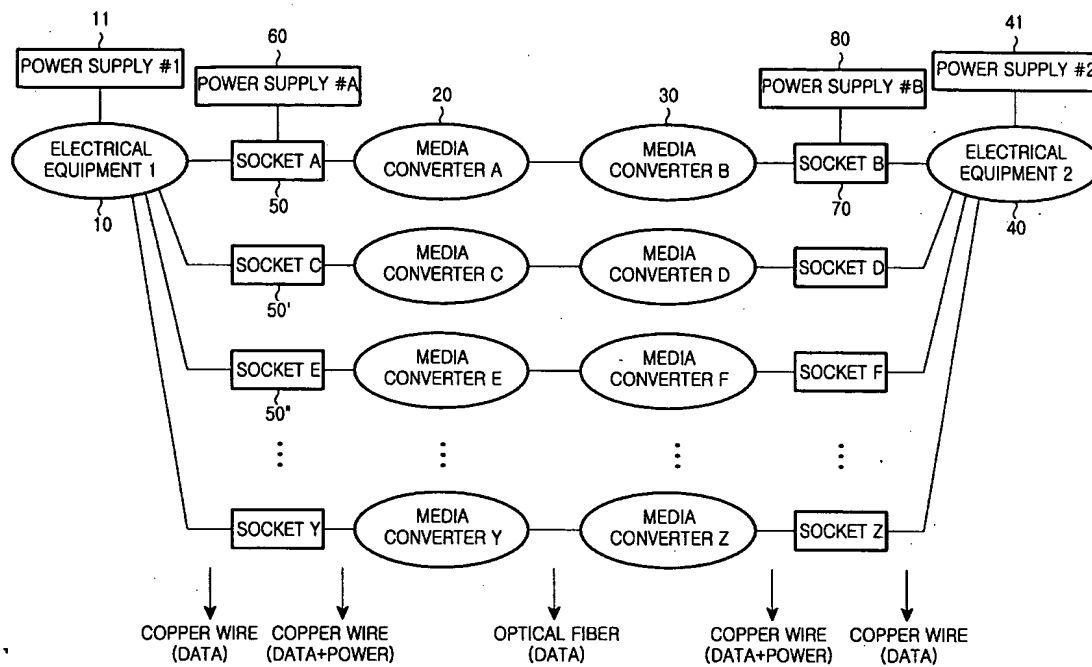 11
POWER SUPPLY #1
60
POWER SUPPLY #A
80
POWER SUPPLY #B
41
POWER SUPPLY #2
20
30
ELECTRICAL
EQUIPMENT 1
10
SOCKET A
50
MEDIA
CONVERTER A
MEDIA
CONVERTER B
SOCKET B
70
ELECTRICAL
EQUIPMENT 2
40
SOCKET C
50'
MEDIA
CONVERTER C
MEDIA
CONVERTER D
SOCKET D
SOCKET E
50"
MEDIA
CONVERTER E
MEDIA
CONVERTER F
SOCKET F
SOCKET Y
MEDIA
CONVERTER Y
MEDIA
CONVERTER Z
SOCKET Z
COPPER WIRE
(DATA)
COPPER WIRE
(DATA+POWER)
OPTICAL FIBER
(DATA)
COPPER WIRE
(DATA+POWER)
COPPER WIRE
(DATA)